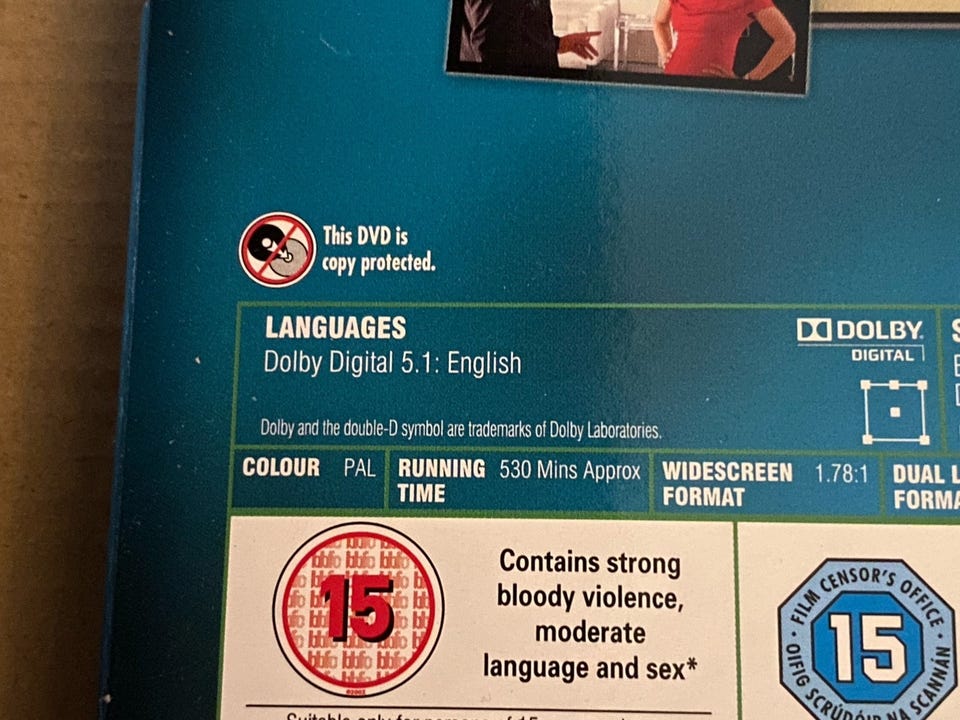 This DVD is
copy protected.
LANGUAGES
Dolby Digital 5.1: English
DOLBY
DIGITAL
Dolby and the double-D symbol are trademarks of Dolby Laboratories.
COLOUR PAL
RUNNING TIME 530 Mins Approx
WIDESCREEN FORMAT 1.78:1
DUAL L
FORMA
15
Contains strong
bloody violence,
moderate
language and sex*
FILM CENSOR'S OFFICE
15
OIFIG SCRÚDÓIR NA SCANNÁN